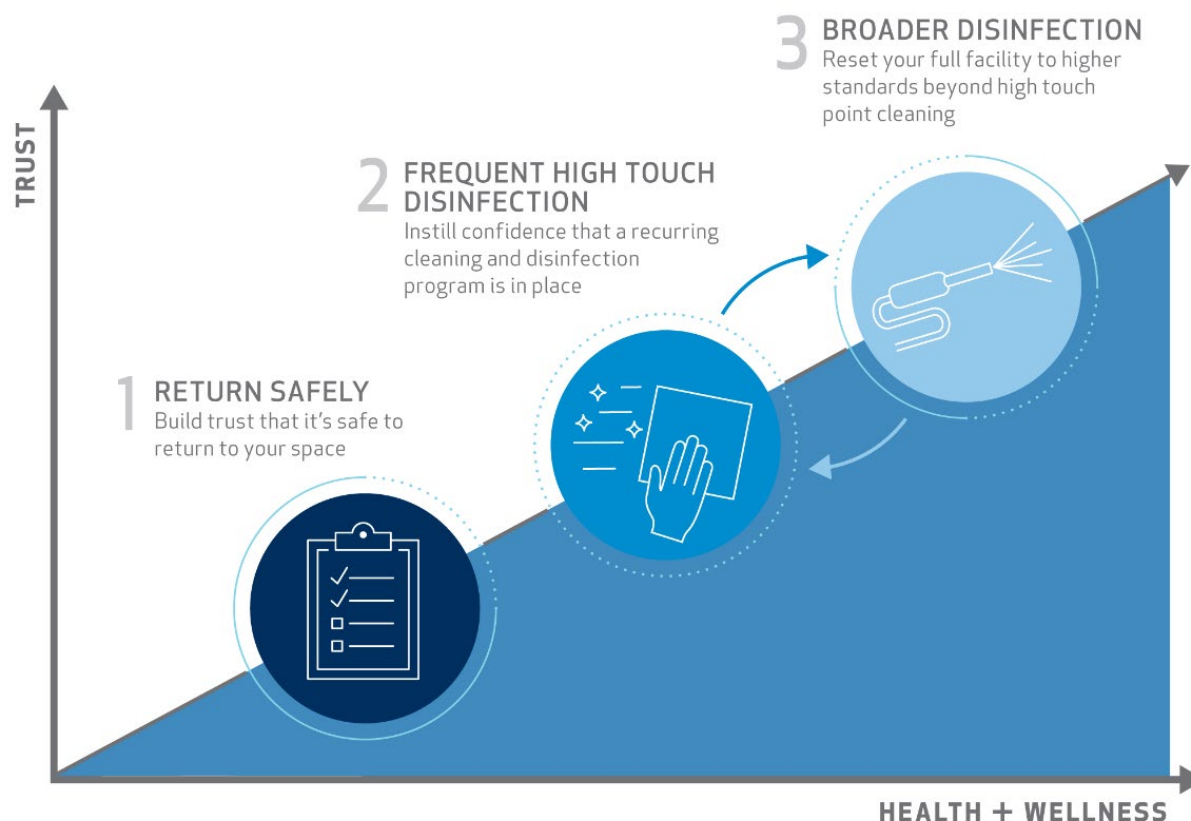 3 BROADER DISINFECTION
Reset your full facility to higher
standards beyond high touch
point cleaning
TRUST
2 FREQUENT HIGH TOUCH
DISINFECTION
Instill confidence that a recurring
cleaning and disinfection
program is in place
1 RETURN SAFELY
Build trust that it’s safe to
return to your space
HEALTH + WELLNESS